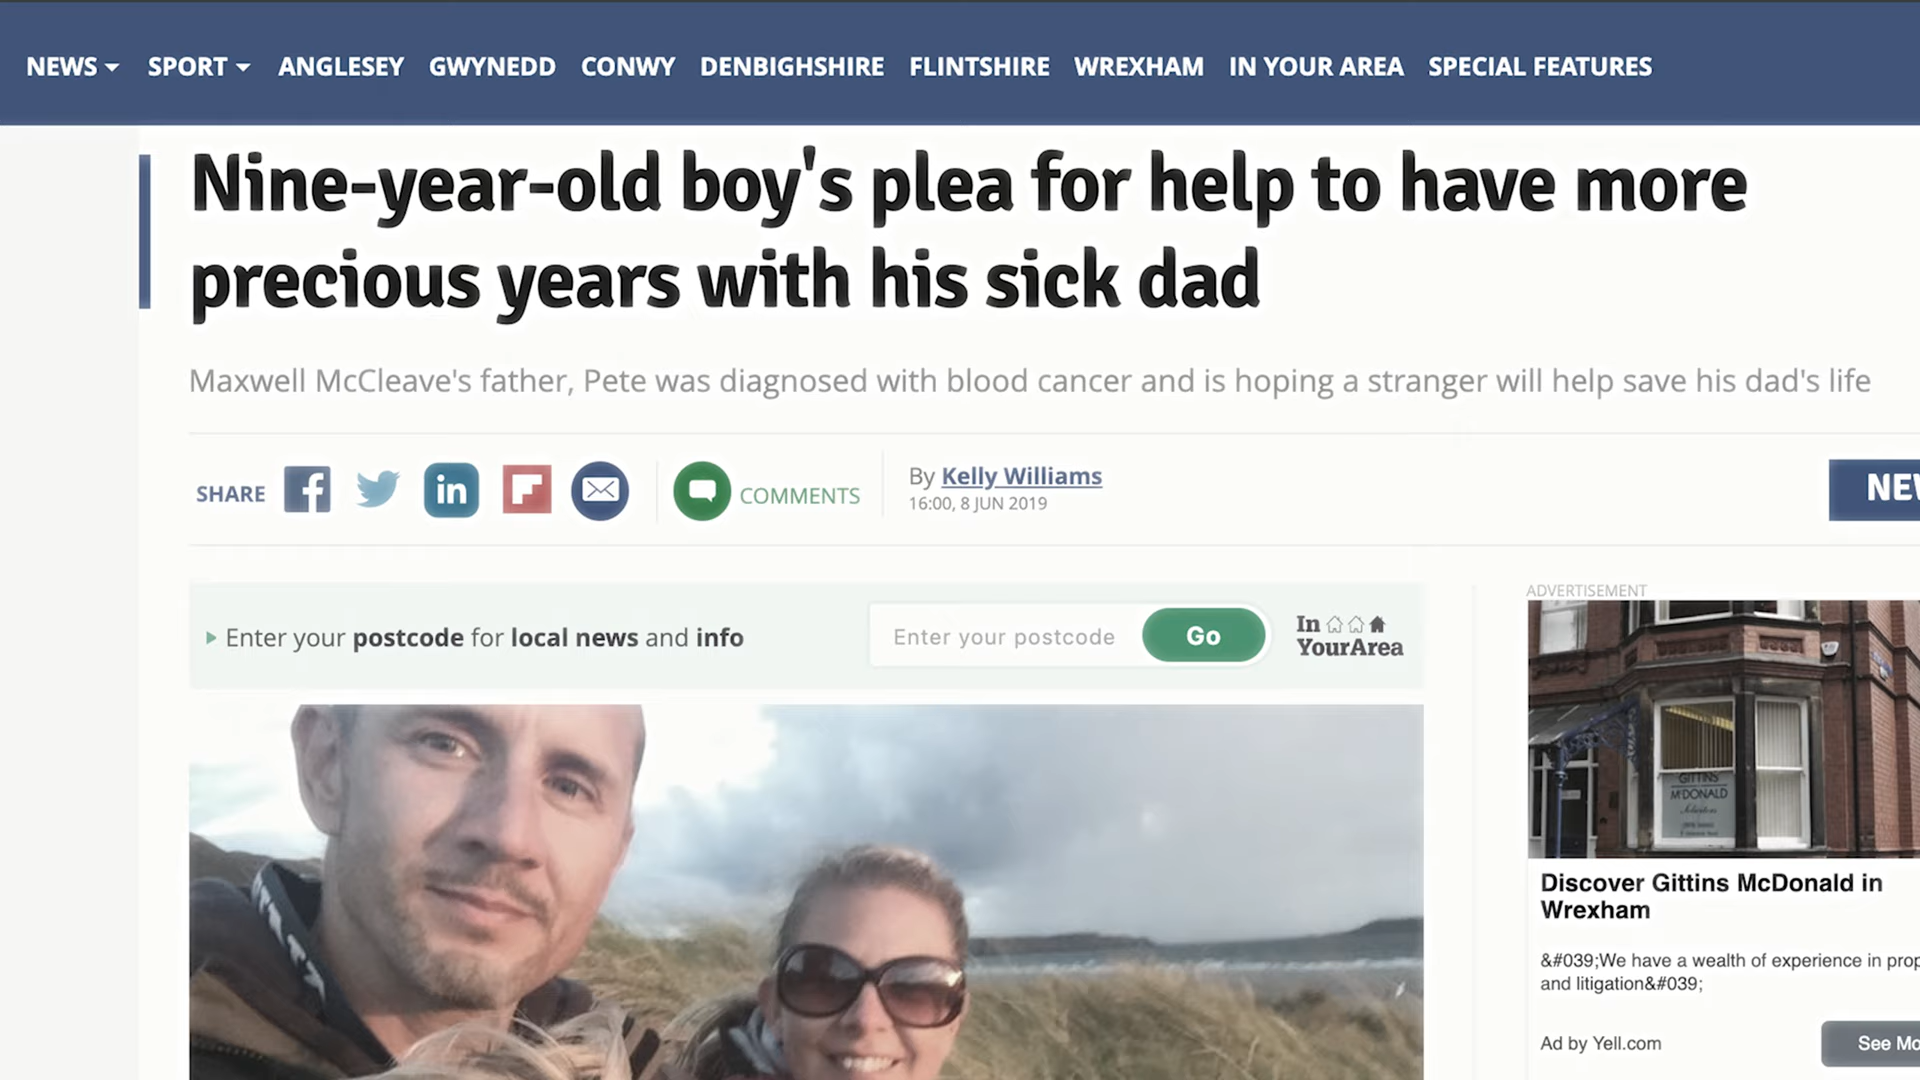 NEWS SPORT ANGLESEY GWYNEDD CONWY DENBIGHSHIRE FLINTSHIRE WREXHAM IN YOUR AREA SPECIAL FEATURES
Nine-year-old boy's plea for help to have more
precious years with his sick dad
Maxwell McCleave's father, Pete was diagnosed with blood cancer and is hoping a stranger will help save his dad's life
SHARE
in
COMMENTS
By Kelly Williams
16:00, 8 JUN 2019
Enter your postcode for local news and info
Enter your postcode
Go
In
YourArea
ADVERTISEMENT
GITTINS
McDONALD
Solicitors
Discover Gittins McDonald in
Wrexham
&#039;We have a wealth of experience in prop
and litigation&#039;
Ad by Yell.com
See Mo